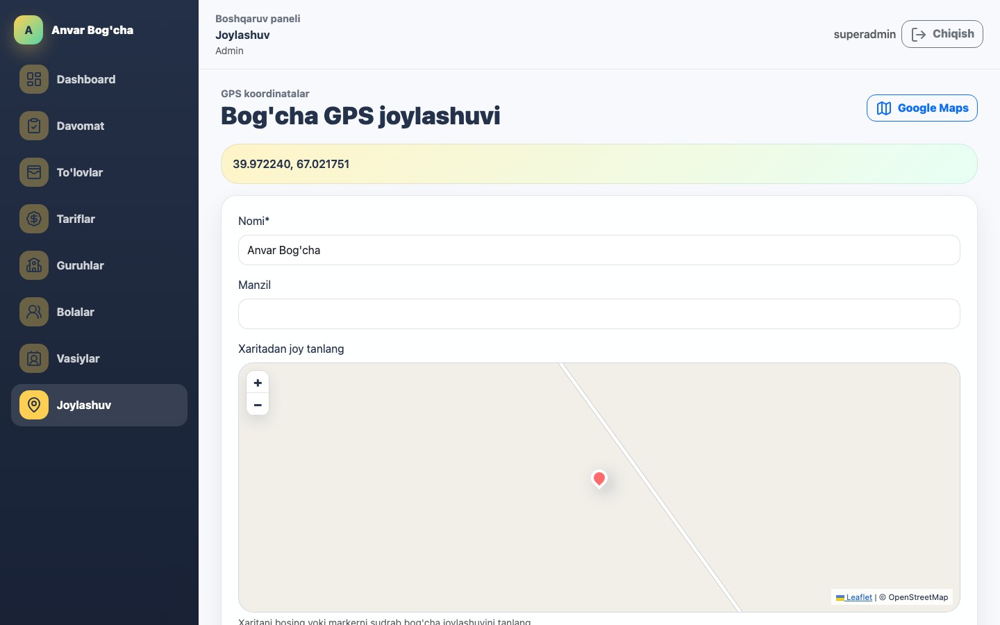 A
Anvar Bog'cha
Dashboard
Davomat
To'lovlar
Tariflar
Guruhlar
Bolalar
Vasiylar
Joylashuv
Boshqaruv paneli
Joylashuv
Admin
superadmin
Chiqish
GPS koordinatalar
Bog'cha GPS joylashuvi
Google Maps
39.972240, 67.021751
Nomi*
Anvar Bog'cha
Manzil
Xaritadan joy tanlang
+
−
Leaflet | © OpenStreetMap
Xaritani bosing yoki markerni sudrab bog'cha joylashuvini tanlang